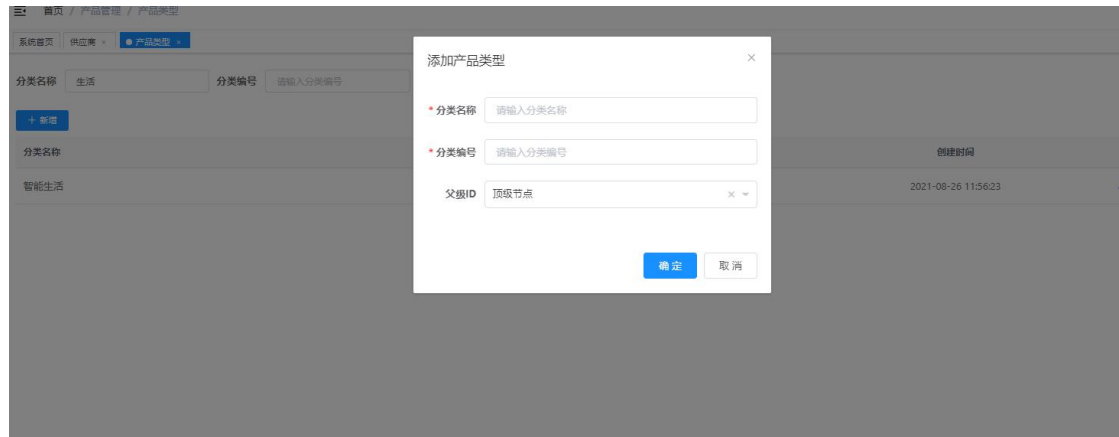 首页 / 产品管理 / 产品类型
系统首页 供应商 × 产品类型 ×
分类名称 生活 分类编号 请输入分类编号
+ 新增
分类名称 创建时间
智能生活 2021-08-26 11:56:23
添加产品类型 ×
* 分类名称 请输入分类名称
* 分类编号 请输入分类编号
父级ID 顶级节点 ×
确定 取消